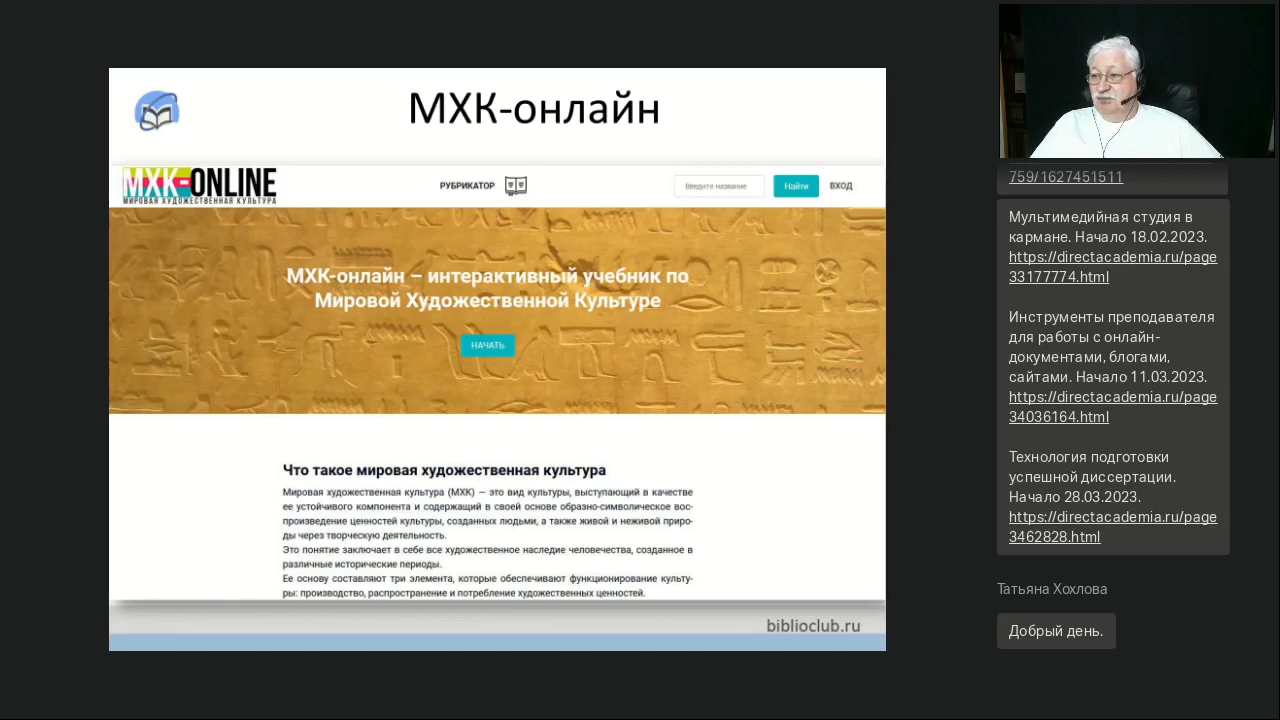 МХК-онлайн
МХК-ONLINE
МИРОВАЯ ХУДОЖЕСТВЕННАЯ КУЛЬТУРА
РУБРИКАТОР
Введите название
Найти
ВХОД
МХК-онлайн – интерактивный учебник по
Мировой Художественной Культуре
НАЧАТЬ
Что такое мировая художественная культура
Мировая художественная культура (МХК) — это вид культуры, выступающий в качестве
ее устойчивого компонента и содержащий в своей основе образно-символическое вос-
произведение ценностей культуры, созданных людьми, а также живой и неживой приро-
ды через творческую деятельность.
Это понятие заключает в себе все художественное наследие человечества, созданное в
различные исторические периоды.
Ее основу составляют три элемента, которые обеспечивают функционирование культу-
ры: производство, распространение и потребление художественных ценностей.
biblioclub.ru
759/1627451511
Мультимедийная студия в
кармане. Начало 18.02.2023.
https://directacademia.ru/page
33177774.html
Инструменты преподавателя
для работы с онлайн-
документами, блогами,
сайтами. Начало 11.03.2023.
https://directacademia.ru/page
34036164.html
Технология подготовки
успешной диссертации.
Начало 28.03.2023.
https://directacademia.ru/page
3462828.html
Татьяна Хохлова
Добрый день.